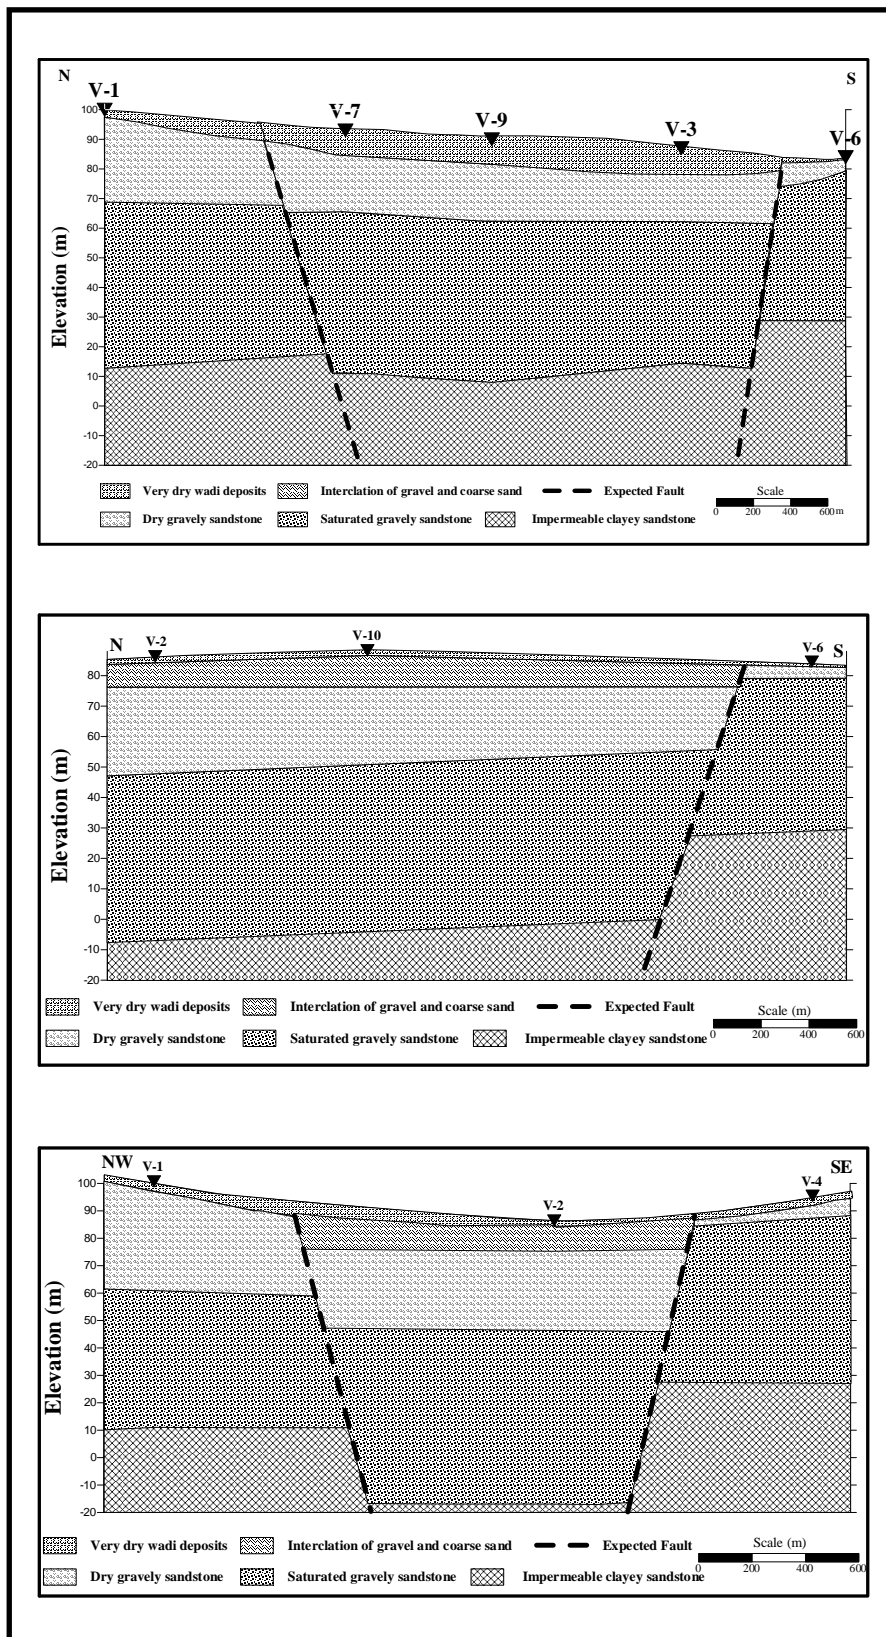 N S
V-1 V-7 V-9 V-3 V-6
Elevation (m)
100
90
80
70
60
50
40
30
20
10
0
-10
-20
Very dry wadi deposits Interclation of gravel and coarse sand Expected Fault Scale
Dry gravely sandstone Saturated gravely sandstone Impermeable clayey sandstone 0 200 400 600 m
N V-2 V-10 V-6 S
Elevation (m)
80
70
60
50
40
30
20
10
0
-10
-20
Very dry wadi deposits Interclation of gravel and coarse sand Expected Fault Scale (m)
Dry gravely sandstone Saturated gravely sandstone Impermeable clayey sandstone 0 200 400 600
NW V-1 V-2 V-4 SE
Elevation (m)
100
90
80
70
60
50
40
30
20
10
0
-10
-20
Very dry wadi deposits Interclation of gravel and coarse sand Expected Fault Scale (m)
Dry gravely sandstone Saturated gravely sandstone Impermeable clayey sandstone 0 200 400 600